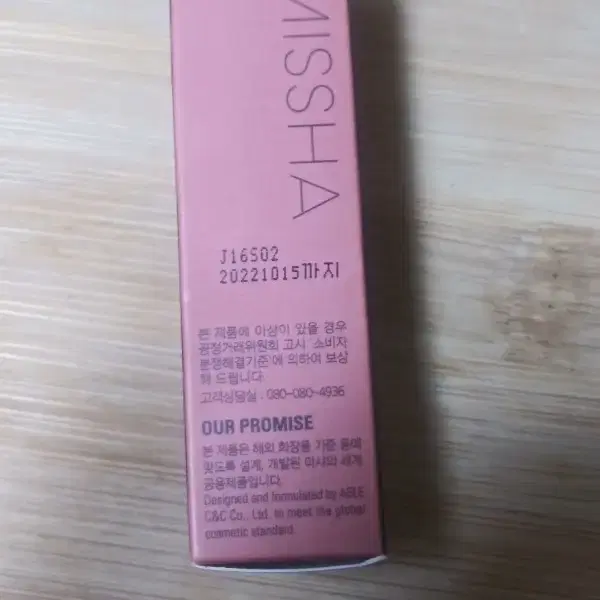 MISSHA
J16S02
20221015까지
본 제품에 이상이 있을 경우
공정거래위원회 고시 '소비자
분쟁해결기준'에 의하여 보상
해 드립니다.
고객상담실 : 080-080-4936
OUR PROMISE
본 제품은 해외 화장품 기준 등에
맞도록 설계, 개발된 미샤의 세계
공용제품입니다.
Designed and formulated by ABLE
C&C Co., Ltd. to meet the global
cosmetic standard.